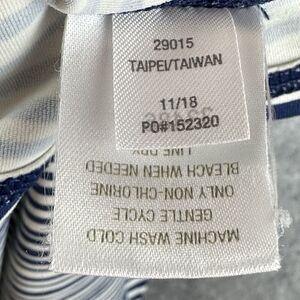 29015
TAIPEI/TAIWAN
11/18
PO#152320
MACHINE WASH COLD
GENTLE CYCLE
ONLY NON-CHLORINE
BLEACH WHEN NEEDED
LINE DRY